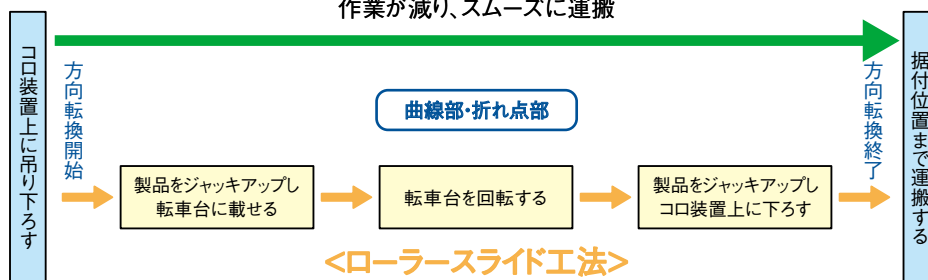 作業が減り、スムーズに運搬
コロ装置上に吊り下ろす
方向転換開始
曲線部・折れ点部
製品をジャッキアップし
転車台に載せる
転車台を回転する
製品をジャッキアップし
コロ装置上に下ろす
方向転換終了
据付位置まで運搬する
<ローラースライド工法>